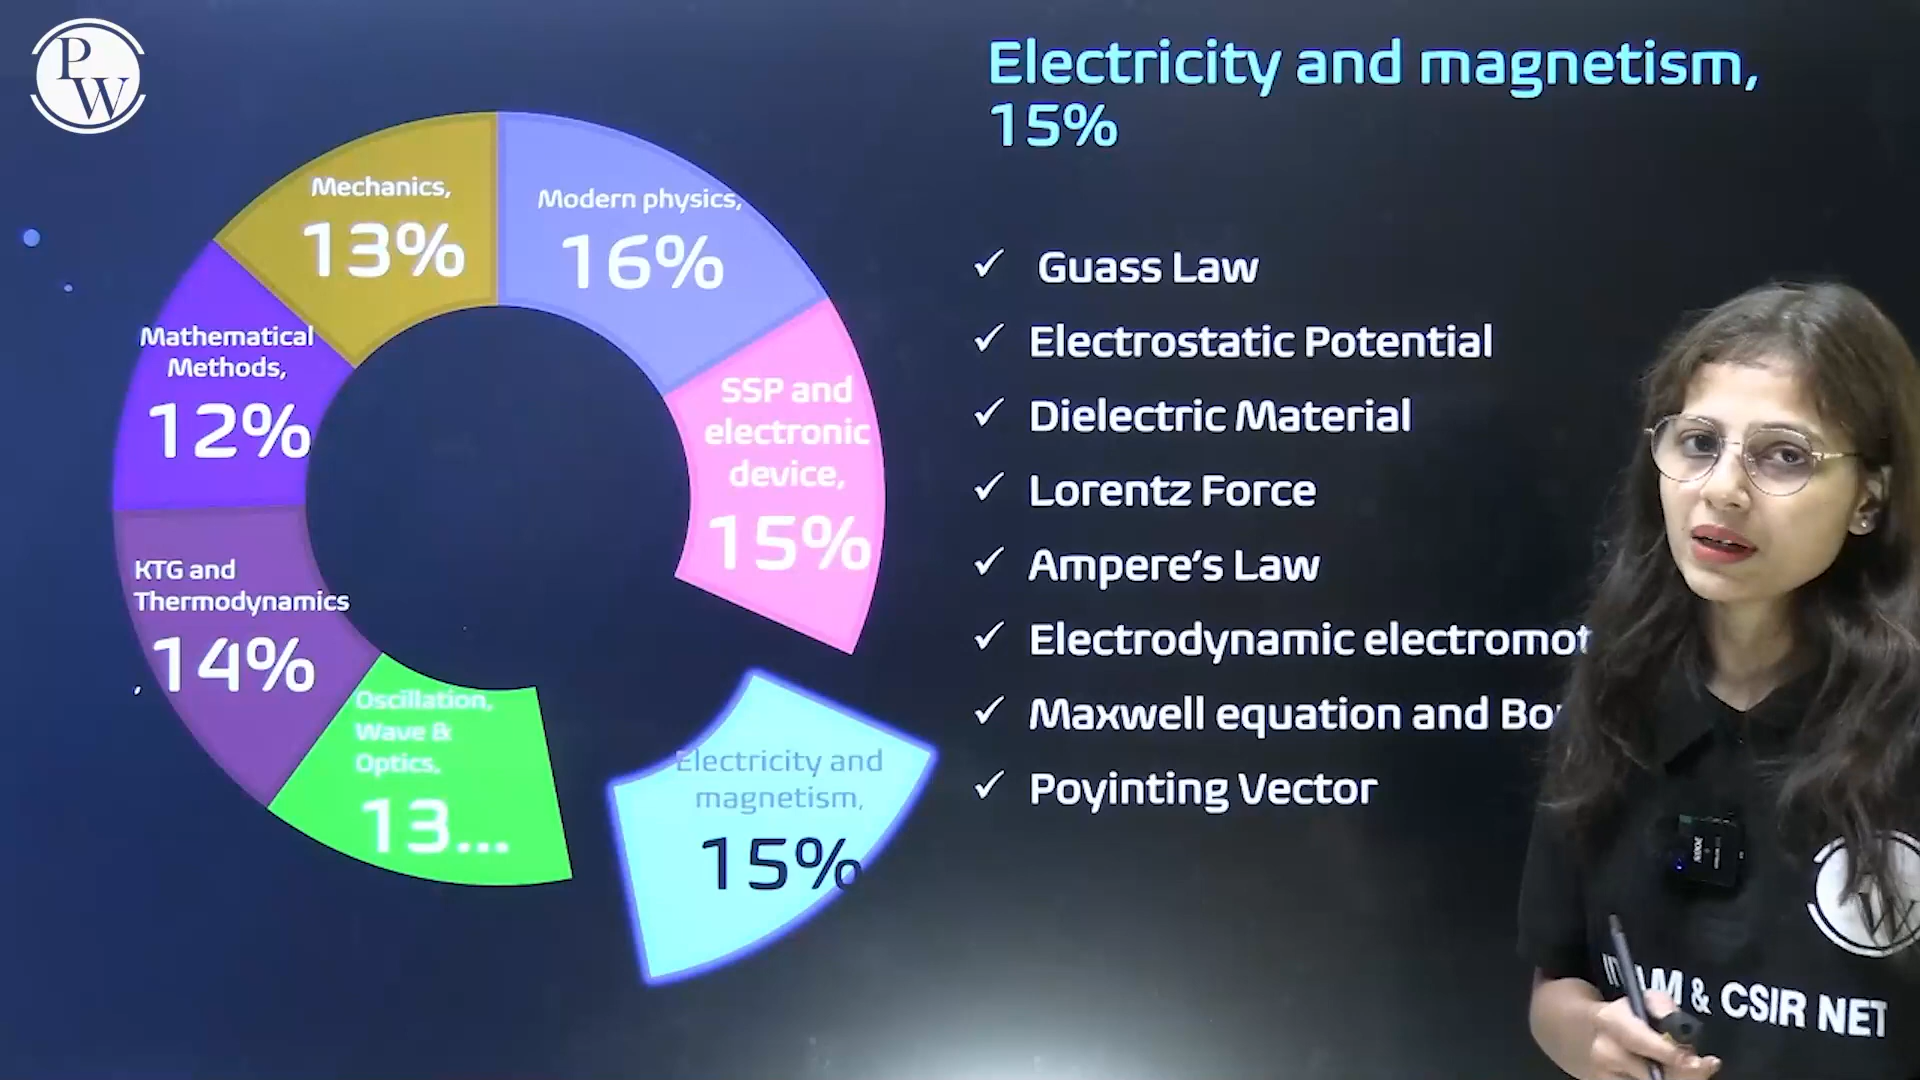 P
W
Electricity and magnetism,
15%
Mechanics,
13%
Modern physics,
16%
Mathematical
Methods,
12%
SSP and
electronic
device,
15%
KTG and
Thermodynamics
, 14%
Oscillation,
Wave &
Optics,
13...
Electricity and
magnetism,
15%
✓ Guass Law
✓ Electrostatic Potential
✓ Dielectric Material
✓ Lorentz Force
✓ Ampere’s Law
✓ Electrodynamic
✓ Maxwell equation and
✓ Poyinting Vector
W
& CSIR NET